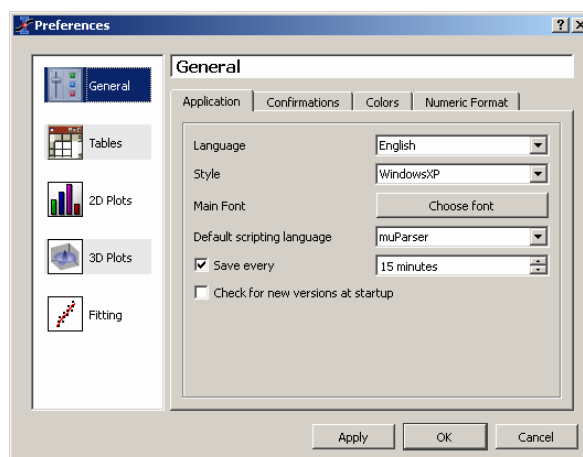 Preferences
General
General
Application Confirmations Colors Numeric Format
Tables
2D Plots
3D Plots
Fitting
Language English
Style WindowsXP
Main Font Choose font
Default scripting language muParser
Save every 15 minutes
Check for new versions at startup
Apply OK Cancel